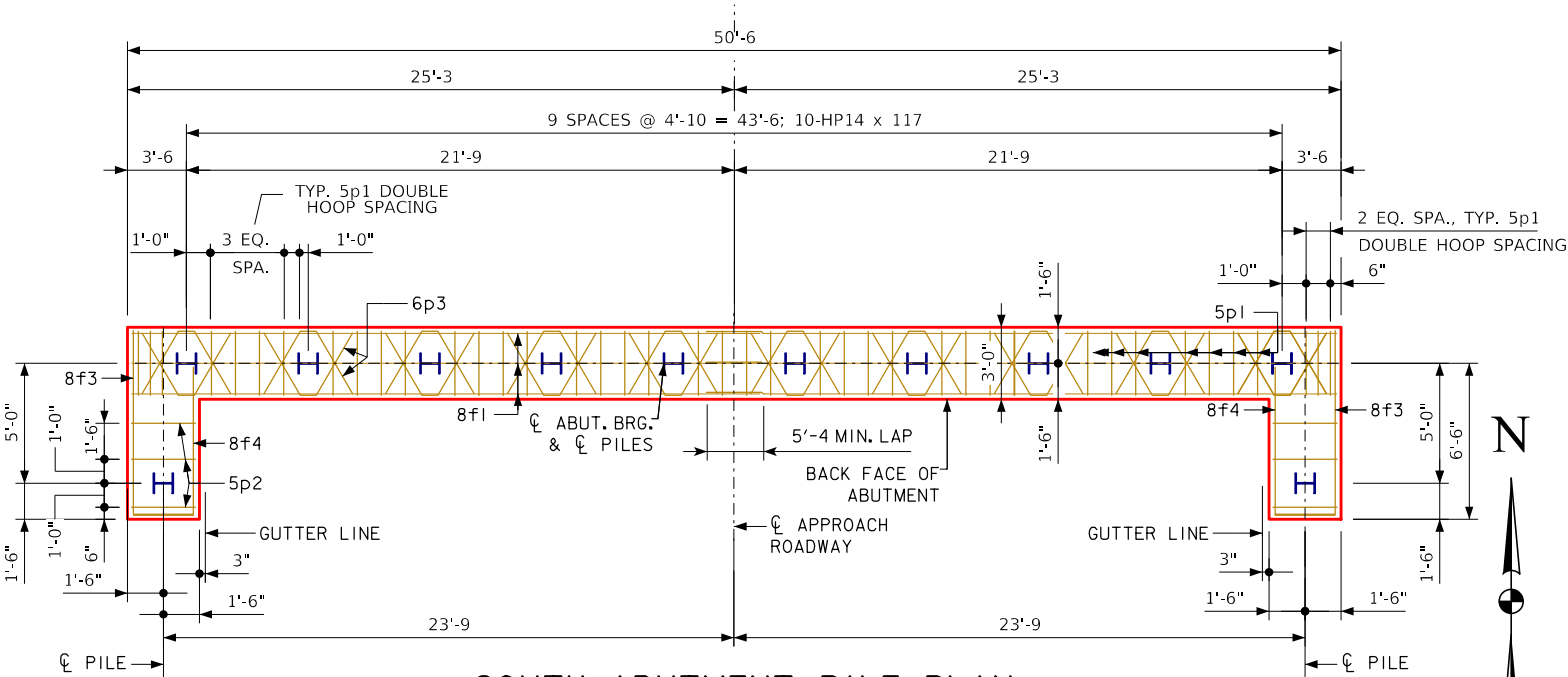 50'-6
25'-3
25'-3
9 SPACES @ 4'-10 = 43'-6; 10-HP14 x 117
3'-6
21'-9
21'-9
3'-6
TYP. 5p1 DOUBLE
HOOP SPACING
2 EQ. SPA., TYP. 5p1
DOUBLE HOOP SPACING
1'-0"
3 EQ.
SPA.
1'-0"
1'-6"
1'-0"
6"
6p3
5p1
3'-0"
8f3
8f1
℄ ABUT. BRG.
& ℄ PILES
5'-4 MIN. LAP
1'-6"
8f4
8f3
5'-0"
1'-0"
1'-6"
8f4
5'-0"
6'-6"
N
BACK FACE OF
ABUTMENT
5p2
1'-6"
1'-0"
6"
GUTTER LINE
℄ APPROACH
ROADWAY
GUTTER LINE
1'-6"
3"
3"
1'-6"
1'-6"
1'-6"
1'-6"
23'-9
23'-9
℄ PILE
℄ PILE